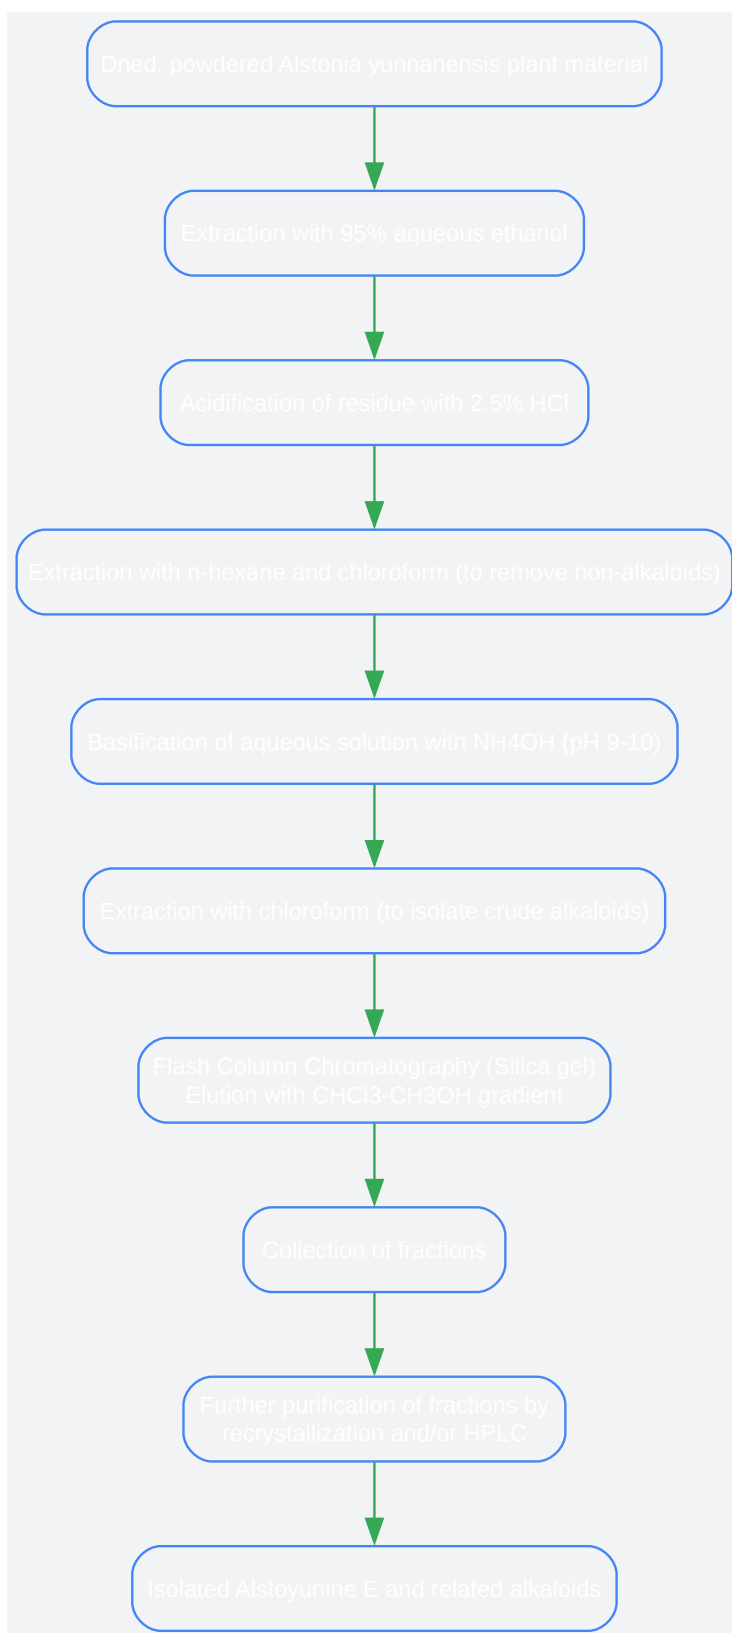 Dried, powdered Alstonia yunnanensis plant material
Extraction with 95% aqueous ethanol
Acidification of residue with 2.5% HCl
Extraction with n-hexane and chloroform (to remove non-alkaloids)
Basification of aqueous solution with NH4OH (pH 9-10)
Extraction with chloroform (to isolate crude alkaloids)
Flash Column Chromatography (Silica gel)
Elution with CHCl3-CH3OH gradient
Collection of fractions
Further purification of fractions by
recrystallization and/or HPLC
Isolated Alstoyunine E and related alkaloids